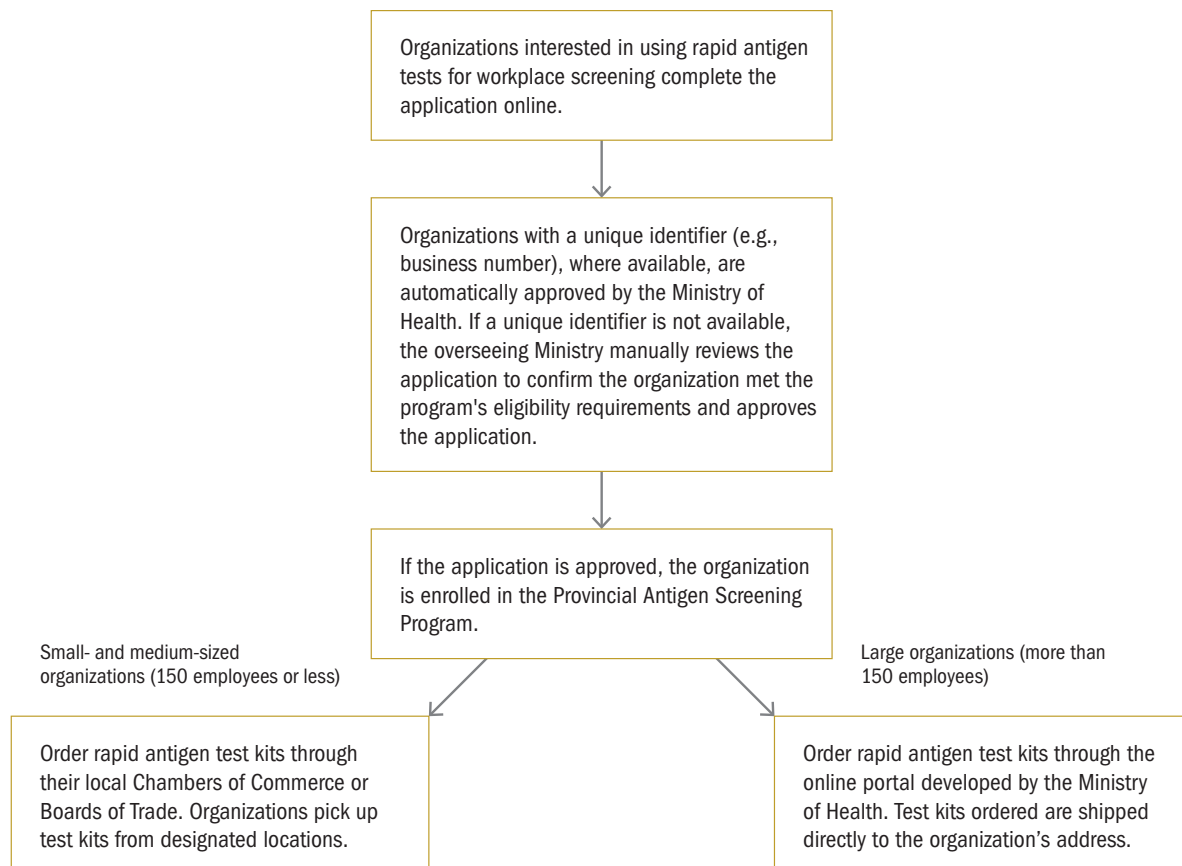 Organizations interested in using rapid antigen
tests for workplace screening complete the
application online.
Organizations with a unique identifier (e.g.,
business number), where available, are
automatically approved by the Ministry of
Health. If a unique identifier is not available,
the overseeing Ministry manually reviews the
application to confirm the organization met the
program's eligibility requirements and approves
the application.
If the application is approved, the organization
is enrolled in the Provincial Antigen Screening
Program.
Small- and medium-sized
organizations (150 employees or less)
Large organizations (more than
150 employees)
Order rapid antigen test kits through
their local Chambers of Commerce or
Boards of Trade. Organizations pick up
test kits from designated locations.
Order rapid antigen test kits through the
online portal developed by the Ministry
of Health. Test kits ordered are shipped
directly to the organization’s address.